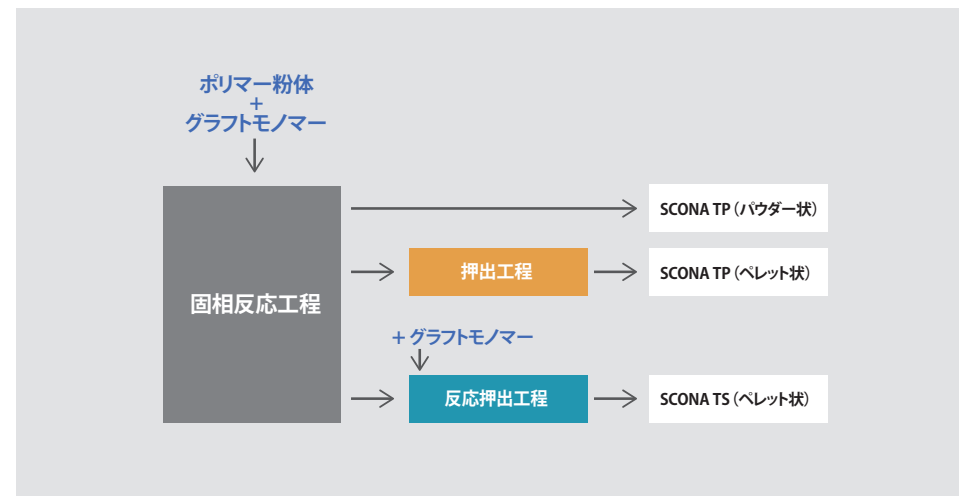 ポリマー粉体
+
グラフトモノマー
固相反応工程
SCONA TP（パウダー状）
押出工程
SCONA TP（ペレット状）
+ グラフトモノマー
反応押出工程
SCONA TS（ペレット状）